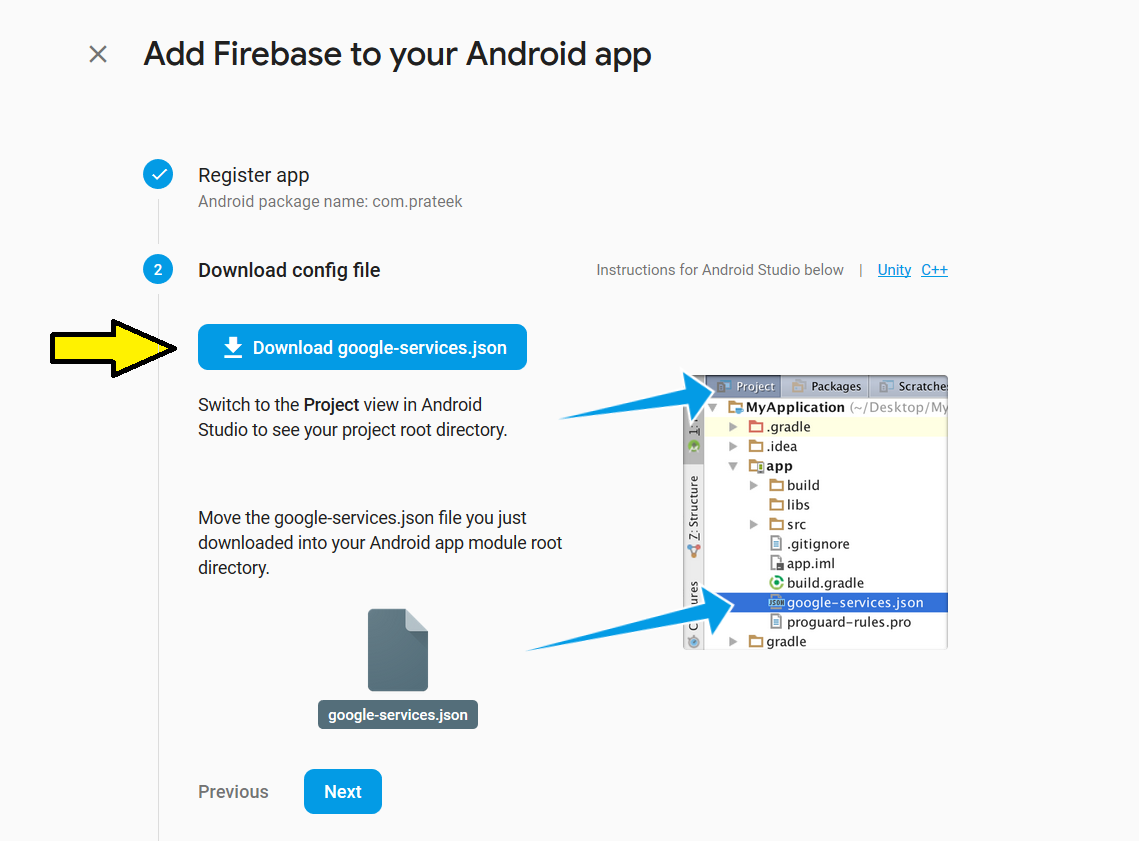 Add Firebase to your Android app
Register app
Android package name: com.prateek
2
Download config file
Instructions for Android Studio below | Unity C++
Download google-services.json
Switch to the Project view in Android
Studio to see your project root directory.
Move the google-services.json file you just
downloaded into your Android app module root
directory.
google-services.json
Project Packages Scratches
MyApplication (~/Desktop/My
.gradle
.idea
app
build
libs
src
.gitignore
app.iml
build.gradle
google-services.json
proguard-rules.pro
gradle
1:
Z: Structure
JSON
Previous
Next